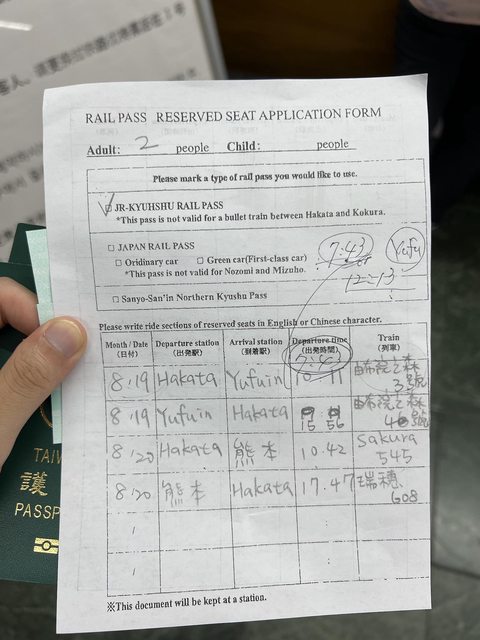 RAIL PASS RESERVED SEAT APPLICATION FORM
Adult: 2 people Child: people
Please mark a type of rail pass you would like to use.
☑ JR-KYUHSHU RAIL PASS
*This pass is not valid for a bullet train between Hakata and Kokura.
□ JAPAN RAIL PASS
□ Oridinary car □ Green car(First-class car)
*This pass is not valid for Nozomi and Mizuho.
7:43 Yufu
12:13
□ Sanyo-San'in Northern Kyushu Pass
Please write ride sections of reserved seats in English or Chinese character.
Month / Date Departure station Arrival station Departure time Train
(日付) (出発駅) (到着駅) (出発時間) (列車)
7:43
8/19 Hakata Yufuin 10 11 由布院之森 3號
8/19 Yufuin Hakata 15 56 由布院之森 4號
8/20 Hakata 熊本 10.42 Sakura 545
8/20 熊本 Hakata 17.47 瑞穗 608
※This document will be kept at a station.
TAIW
護
PASSP